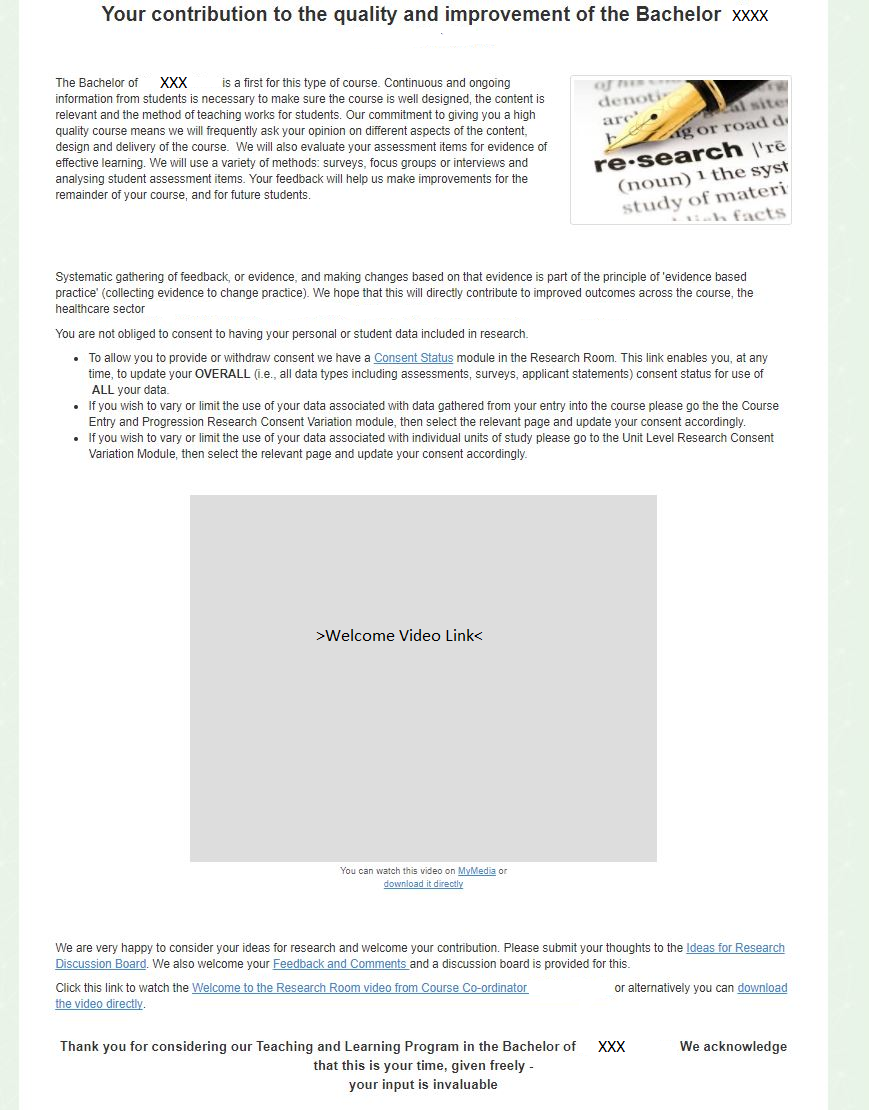 Your contribution to the quality and improvement of the Bachelor XXXX
The Bachelor of XXX is a first for this type of course. Continuous and ongoing
information from students is necessary to make sure the course is well designed, the content is
relevant and the method of teaching works for students. Our commitment to giving you a high
quality course means we will frequently ask your opinion on different aspects of the content,
design and delivery of the course. We will also evaluate your assessment items for evidence of
effective learning. We will use a variety of methods: surveys, focus groups or interviews and
analysing student assessment items. Your feedback will help us make improvements for the
remainder of your course, and for future students.
of his
denoti
arc al site
ng or road d
re•search |'rē
(noun) 1 the syst
study of materi
facts
Systematic gathering of feedback, or evidence, and making changes based on that evidence is part of the principle of 'evidence based
practice' (collecting evidence to change practice). We hope that this will directly contribute to improved outcomes across the course, the
healthcare sector
You are not obliged to consent to having your personal or student data included in research.
• To allow you to provide or withdraw consent we have a Consent Status module in the Research Room. This link enables you, at any
time, to update your OVERALL (i.e., all data types including assessments, surveys, applicant statements) consent status for use of
ALL your data.
• If you wish to vary or limit the use of your data associated with data gathered from your entry into the course please go the the Course
Entry and Progression Research Consent Variation module, then select the relevant page and update your consent accordingly.
• If you wish to vary or limit the use of your data associated with individual units of study please go to the Unit Level Research Consent
Variation Module, then select the relevant page and update your consent accordingly.
>Welcome Video Link<
You can watch this video on MyMedia or
download it directly
We are very happy to consider your ideas for research and welcome your contribution. Please submit your thoughts to the Ideas for Research
Discussion Board. We also welcome your Feedback and Comments and a discussion board is provided for this.
Click this link to watch the Welcome to the Research Room video from Course Co-ordinator or alternatively you can download
the video directly.
Thank you for considering our Teaching and Learning Program in the Bachelor of XXX We acknowledge
that this is your time, given freely -
your input is invaluable